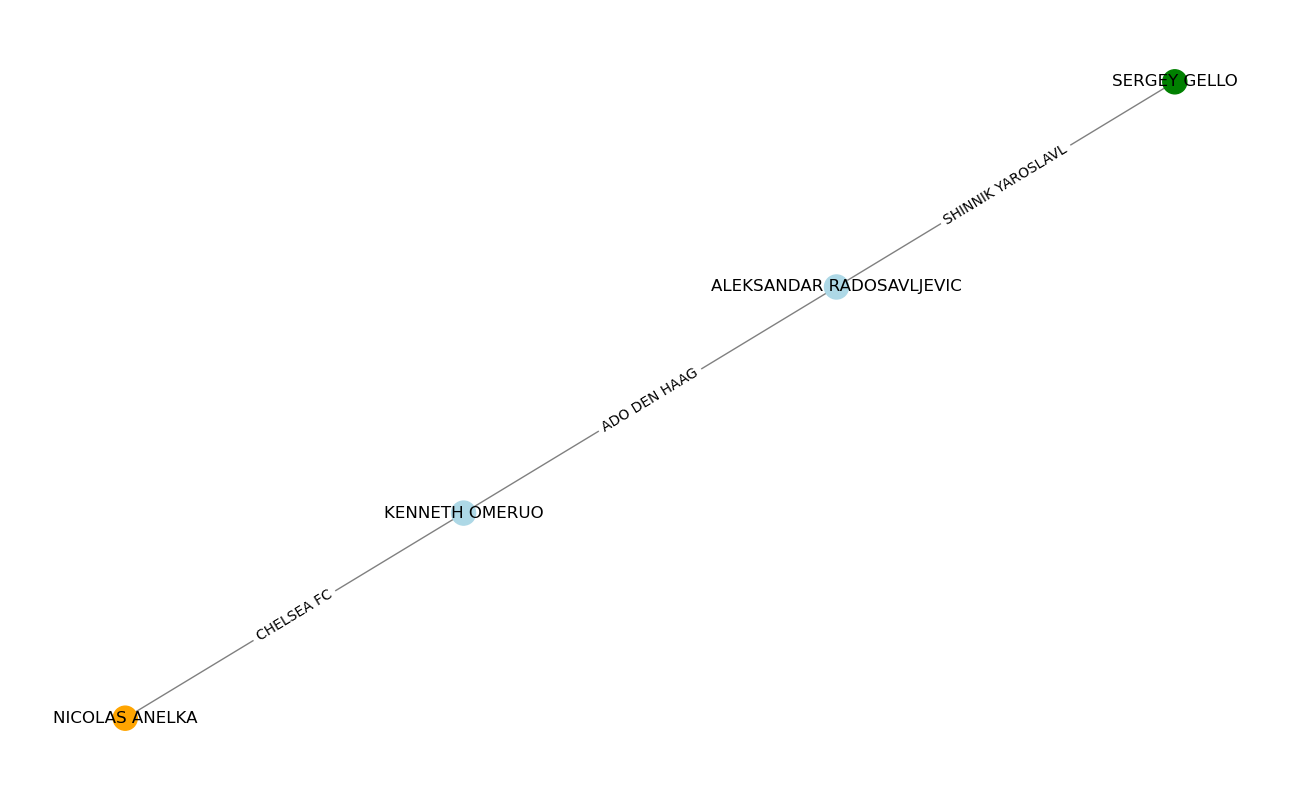 SERGEY GELLO
SHINNIK YAROSLAVL
ALEKSANDAR RADOSAVLJEVIC
ADO DEN HAAG
KENNETH OMERUO
CHELSEA FC
NICOLAS ANELKA